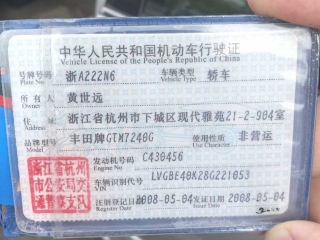 中华人民共和国机动车行驶证
Vehicle License of the People's Republic of China
号牌号码 浙A222N6 车辆类型 轿车
Plate No. Vehicle Type
所有人 黄世远
Owner
住址 浙江省杭州市下城区现代雅苑21-2-904室
Address
品牌型号 丰田牌GTM7240G 使用性质 非营运
Model Use Character
浙江省杭州市公安局交通警察支队
发动机号码 C430456
Engine No.
车辆识别代号 LVGBE40K28G221053
VIN
注册登记日期 2008-05-04 发证日期 2008-05-04
Register Date Issue Date